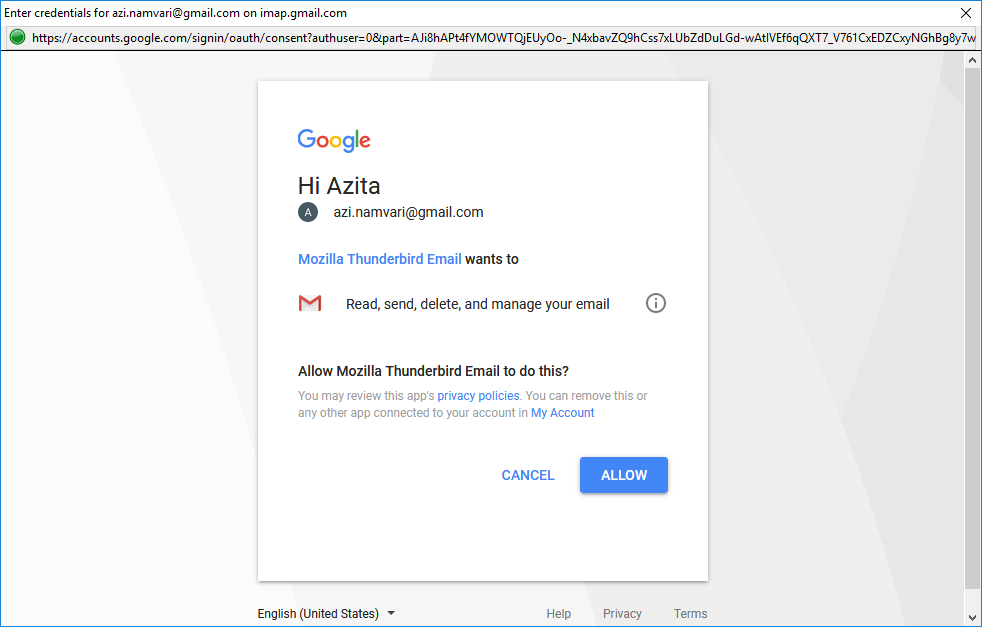 Enter credentials for azi.namvari@gmail.com on imap.gmail.com
https://accounts.google.com/signin/oauth/consent?authuser=0&part=AJi8hAPt4fYMOWTQjEUyOo-_N4xbavZQ9hCss7xLUbZdDuLGd-wAtIVEf6qQXT7_V761CxEDZCxyNGhBg8y7w
Google
Hi Azita
A azi.namvari@gmail.com
Mozilla Thunderbird Email wants to
Read, send, delete, and manage your email
Allow Mozilla Thunderbird Email to do this?
You may review this app's privacy policies. You can remove this or
any other app connected to your account in My Account
CANCEL ALLOW
English (United States) Help Privacy Terms